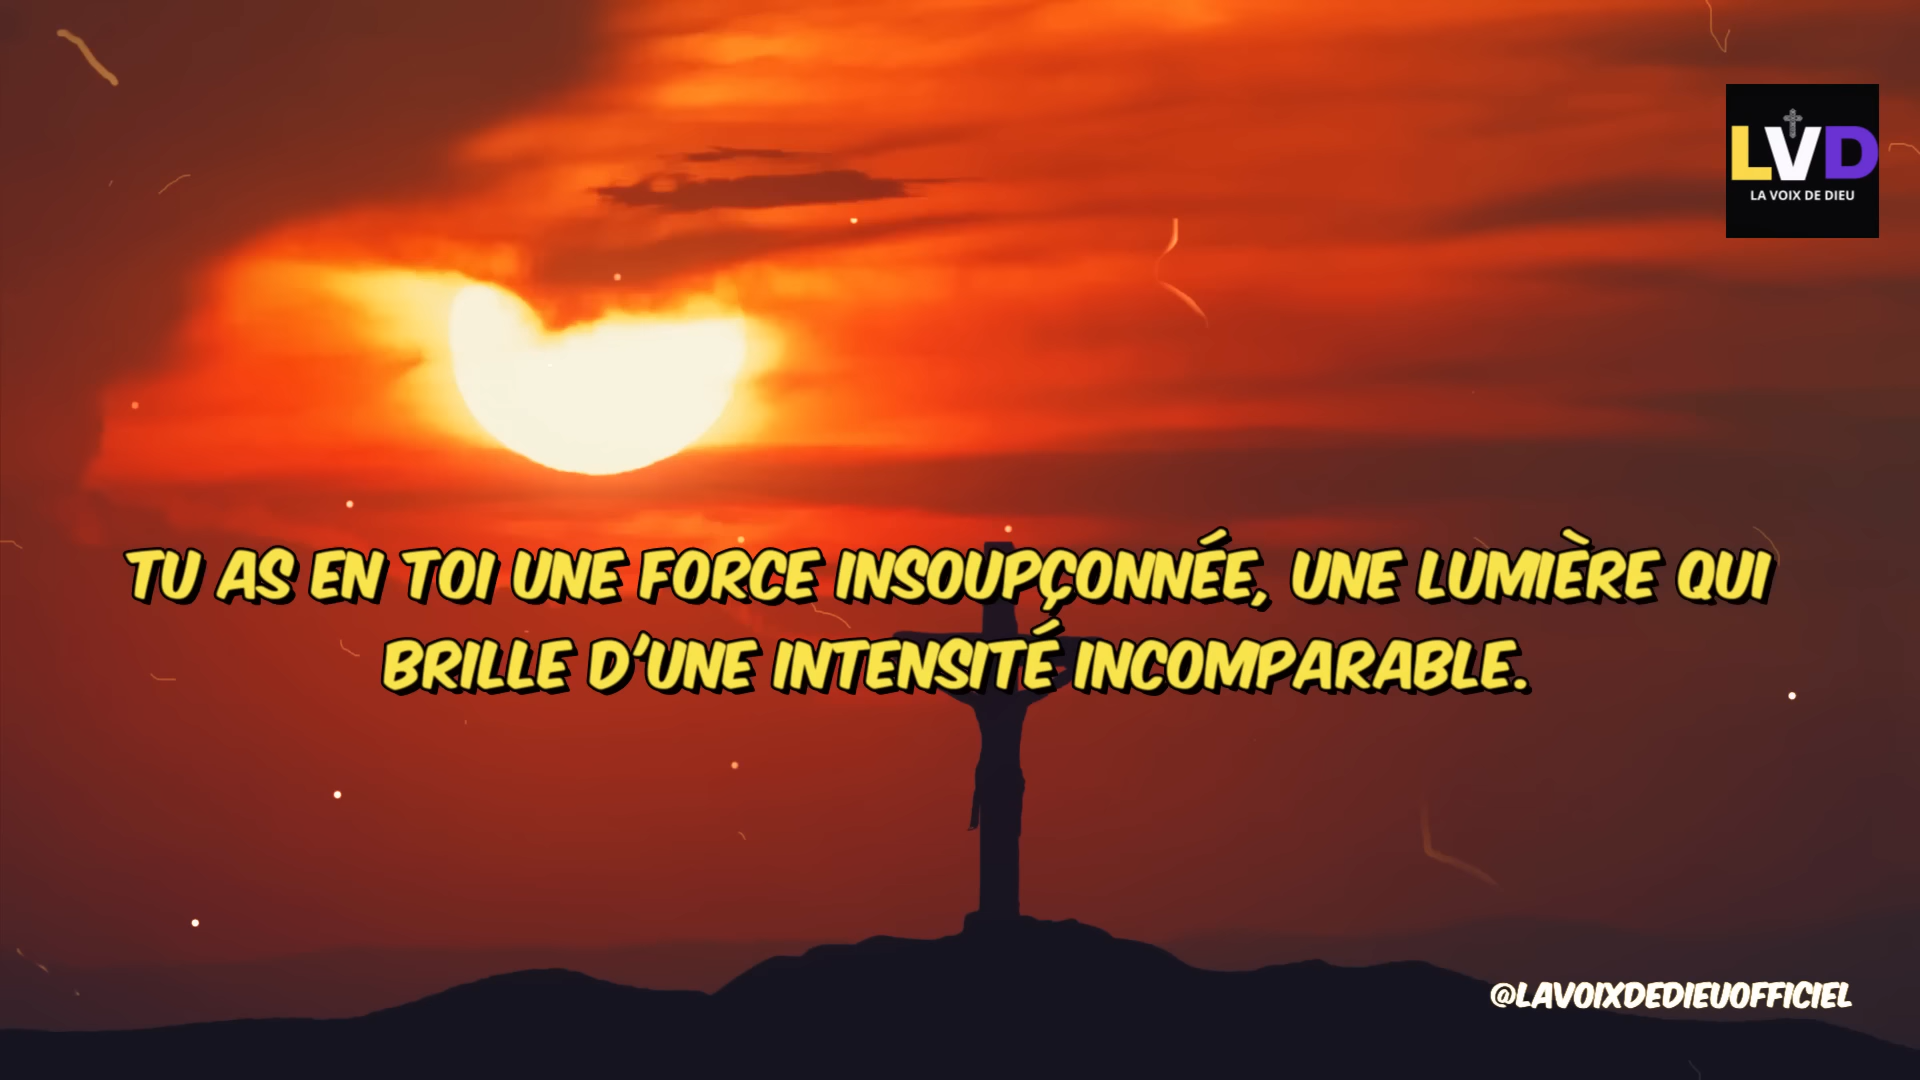 LVD
LA VOIX DE DIEU
TU AS EN TOI UNE FORCE INSOUPÇONNÉE, UNE LUMIÈRE QUI
BRILLE D'UNE INTENSITÉ INCOMPARABLE.
@LAVOIXDEDIEUOFFICIEL